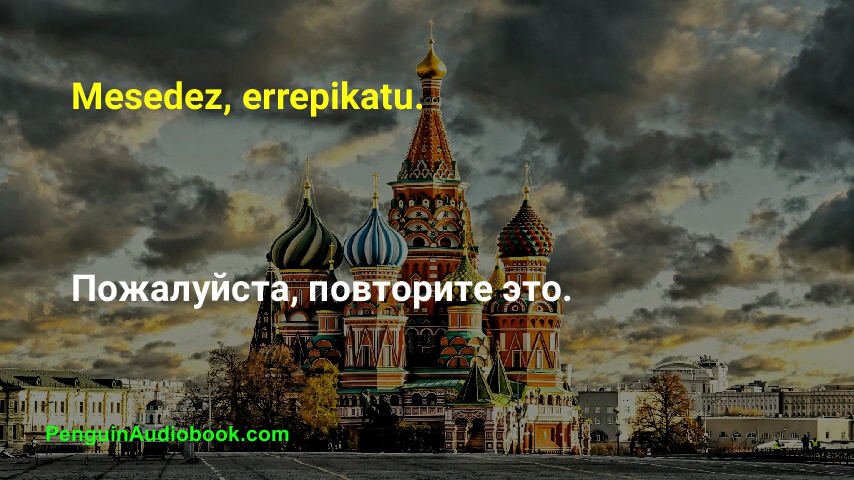 Mesedez, errepikatu.
Пожалуйста, повторите это.
PenguinAudiobook.com